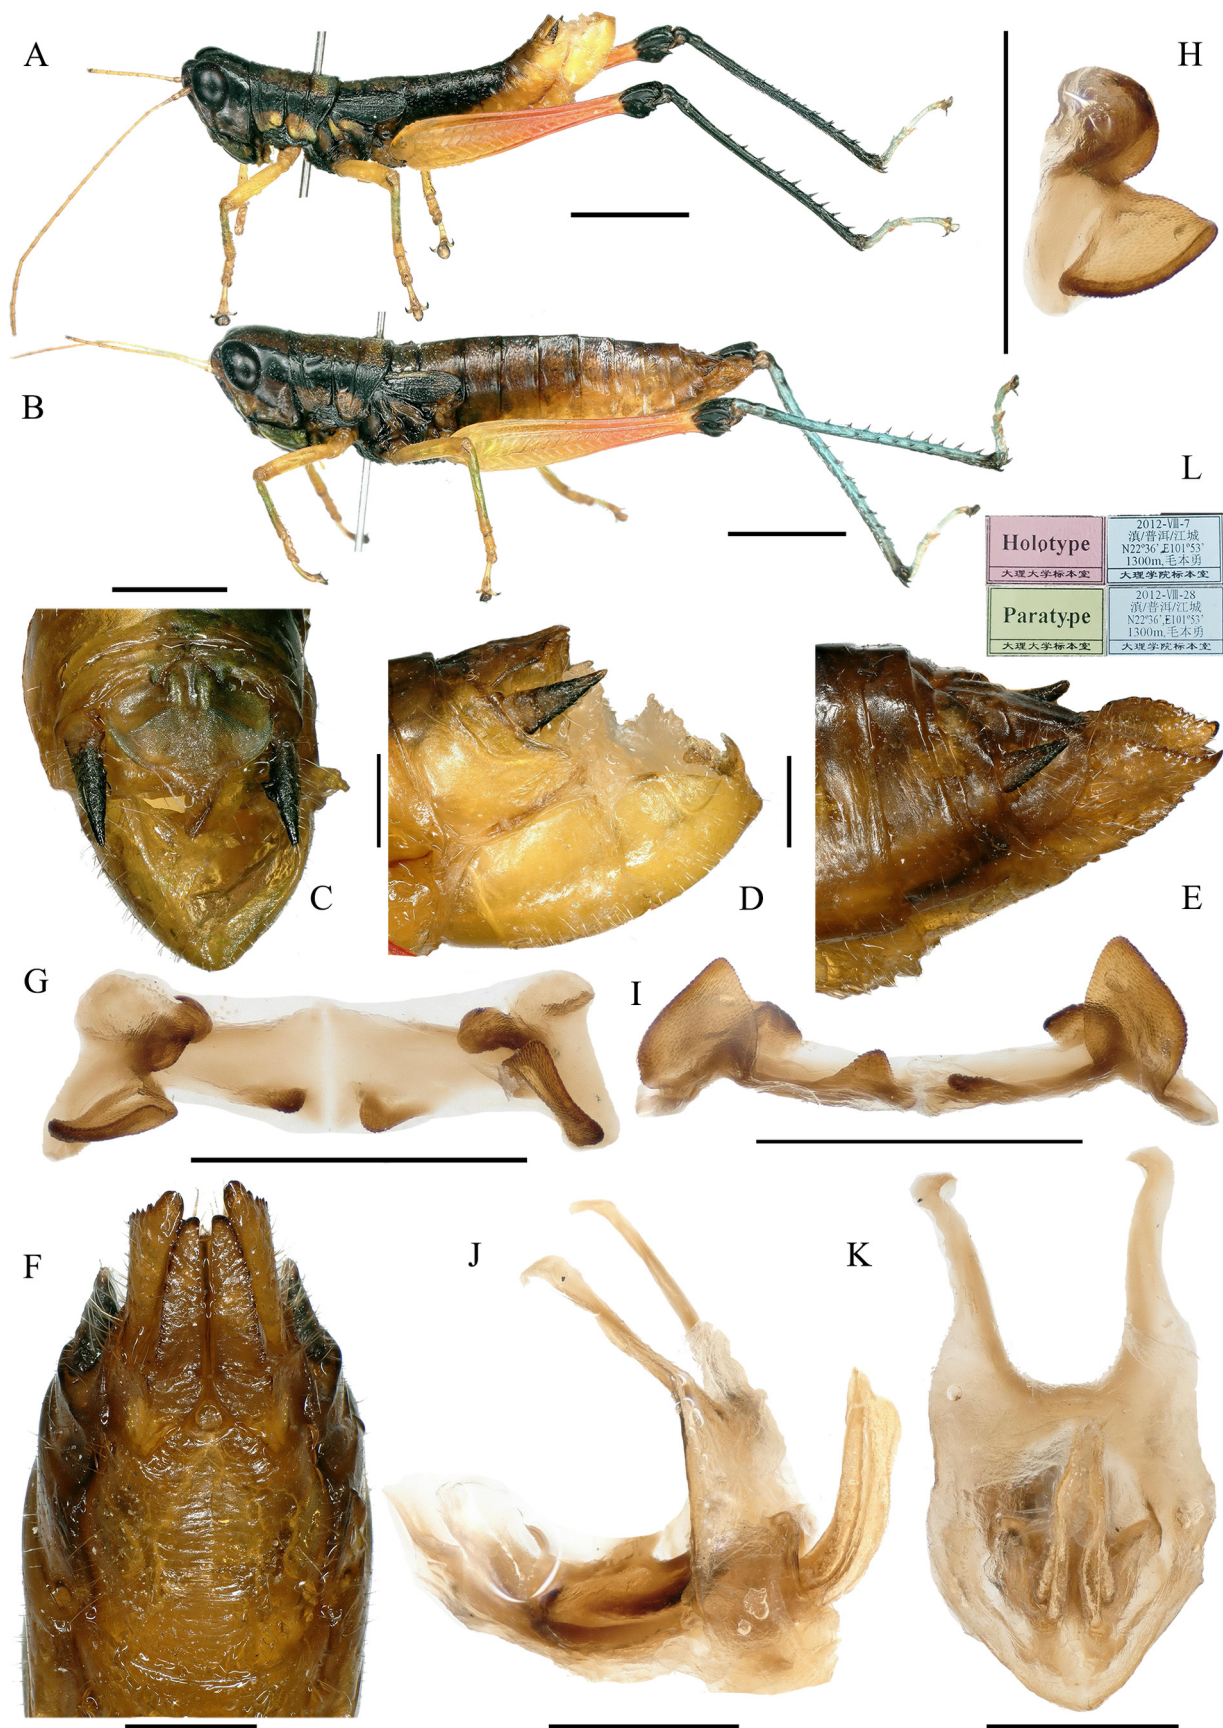 A
H
B
L
Holotype
大理大学标本室
2012-Ⅷ-7
滇/普洱/江城
N22°36′,E101°53′
1300m,毛本勇
大理学院标本室
Paratype
大理大学标本室
2012-Ⅷ-28
滇/普洱/江城
N22°36′,E101°53′
1300m,毛本勇
大理学院标本室
C
D
E
G
I
F
J
K